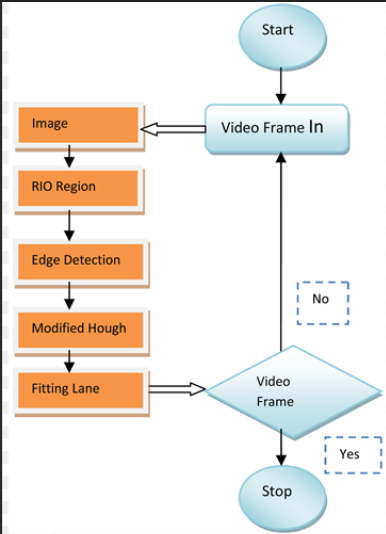 Start
Video Frame In
Image
RIO Region
Edge Detection
Modified Hough
Fitting Lane
Video
Frame
No
Yes
Stop